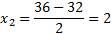 x₂ = (36 − 32)/2 = 2